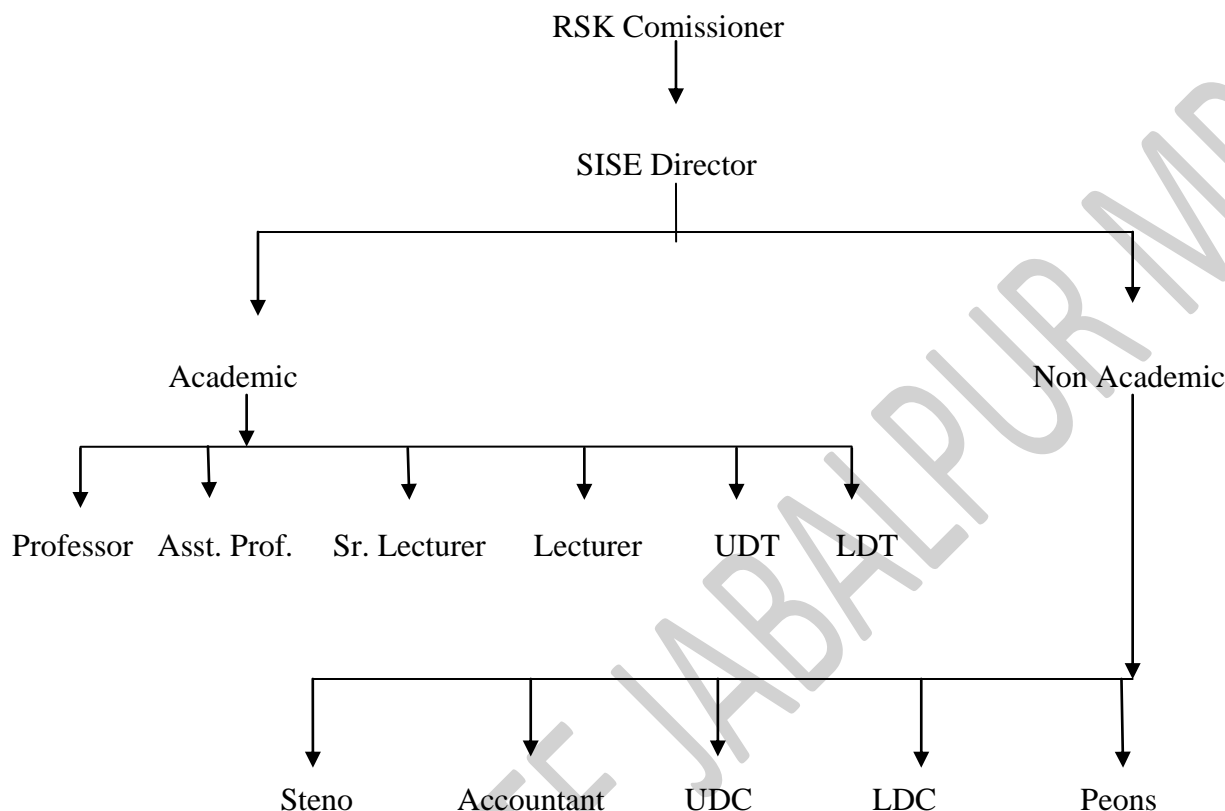 RSK Comissioner
SISE Director
Academic Non Academic
Professor Asst. Prof. Sr. Lecturer Lecturer UDT LDT
Steno Accountant UDC LDC Peons
JABALPUR